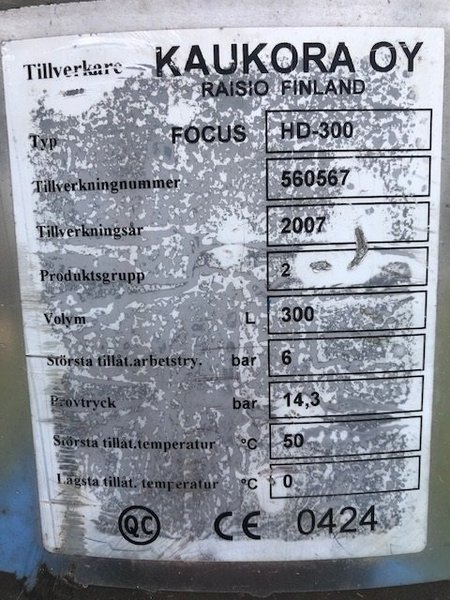 Tillverkare KAUKORA OY
RAISIO FINLAND
Typ FOCUS HD-300
Tillverkningnummer 560567
Tillverkningsår 2007
Produktsgrupp 2
Volym L 300
Största tillåt.arbetstry. bar 6
Provtryck bar 14,3
Största tillåt.temperatur °C 50
Lägsta tillåt. temperatur °C 0
QC CE 0424